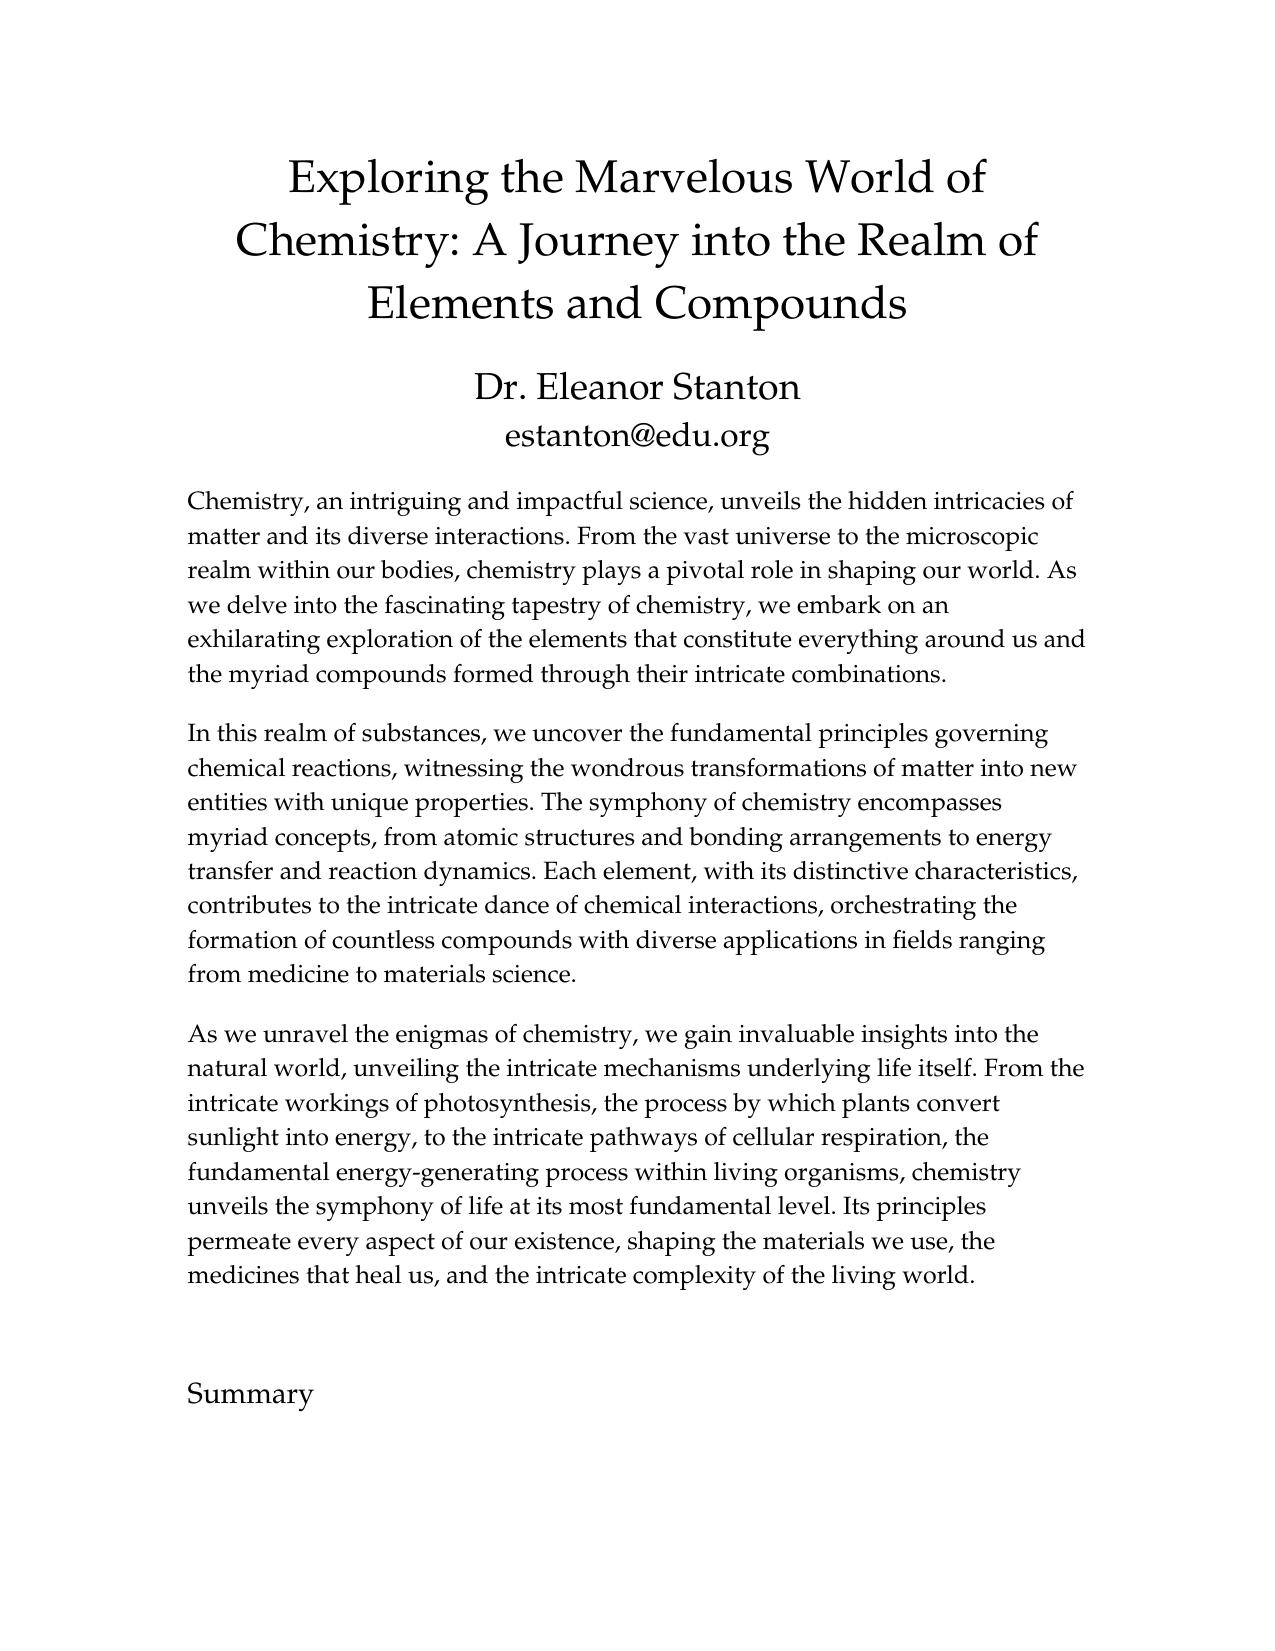 Exploring the Marvelous World of
Chemistry: A Journey into the Realm of
Elements and Compounds
Dr. Eleanor Stanton
estanton@edu.org
Chemistry, an intriguing and impactful science, unveils the hidden intricacies of
matter and its diverse interactions. From the vast universe to the microscopic
realm within our bodies, chemistry plays a pivotal role in shaping our world. As
we delve into the fascinating tapestry of chemistry, we embark on an
exhilarating exploration of the elements that constitute everything around us and
the myriad compounds formed through their intricate combinations.
In this realm of substances, we uncover the fundamental principles governing
chemical reactions, witnessing the wondrous transformations of matter into new
entities with unique properties. The symphony of chemistry encompasses
myriad concepts, from atomic structures and bonding arrangements to energy
transfer and reaction dynamics. Each element, with its distinctive characteristics,
contributes to the intricate dance of chemical interactions, orchestrating the
formation of countless compounds with diverse applications in fields ranging
from medicine to materials science.
As we unravel the enigmas of chemistry, we gain invaluable insights into the
natural world, unveiling the intricate mechanisms underlying life itself. From the
intricate workings of photosynthesis, the process by which plants convert
sunlight into energy, to the intricate pathways of cellular respiration, the
fundamental energy-generating process within living organisms, chemistry
unveils the symphony of life at its most fundamental level. Its principles
permeate every aspect of our existence, shaping the materials we use, the
medicines that heal us, and the intricate complexity of the living world.
Summary